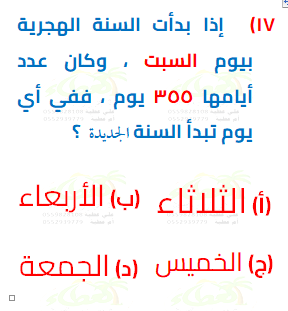 ١٧) إذا بدأت السنة الهجرية
بيوم السبت ، وكان عدد
أيامها ٣٥٥ يوم ، ففي أي
يوم تبدأ السنة الجديدة ؟
(أ) الثلاثاء (ب) الأربعاء
(ج) الخميس (د) الجمعة